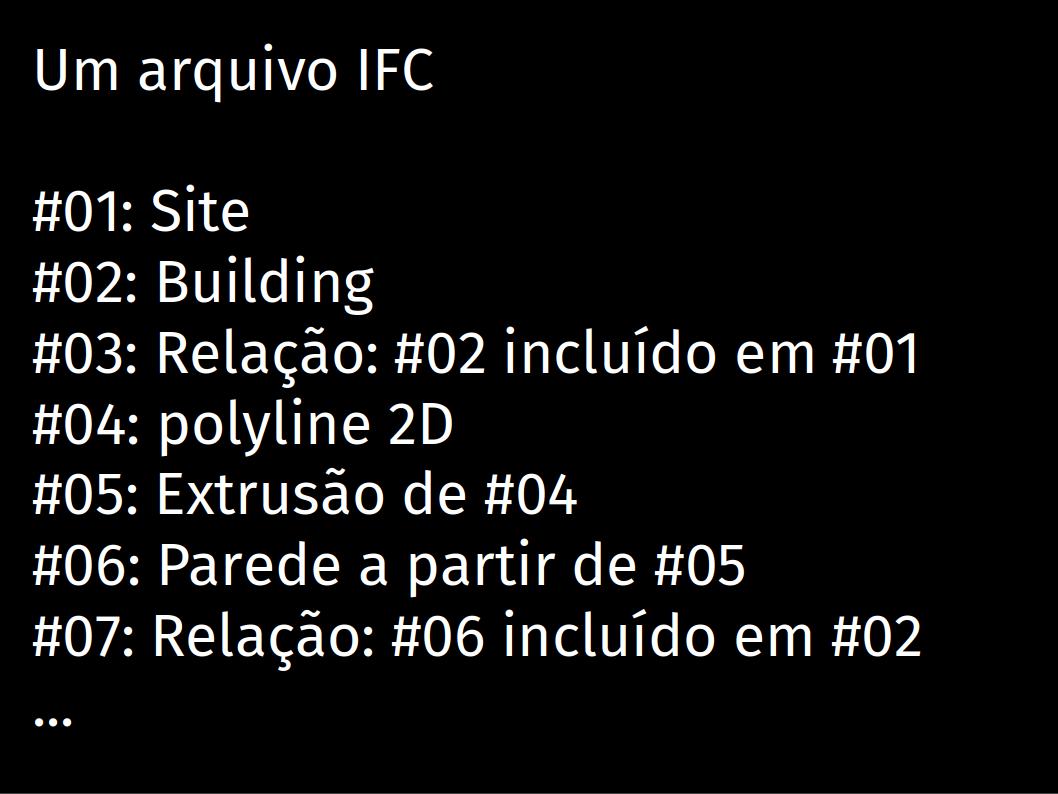 Um arquivo IFC
#01: Site
#02: Building
#03: Relação: #02 incluído em #01
#04: polyline 2D
#05: Extrusão de #04
#06: Parede a partir de #05
#07: Relação: #06 incluído em #02
...